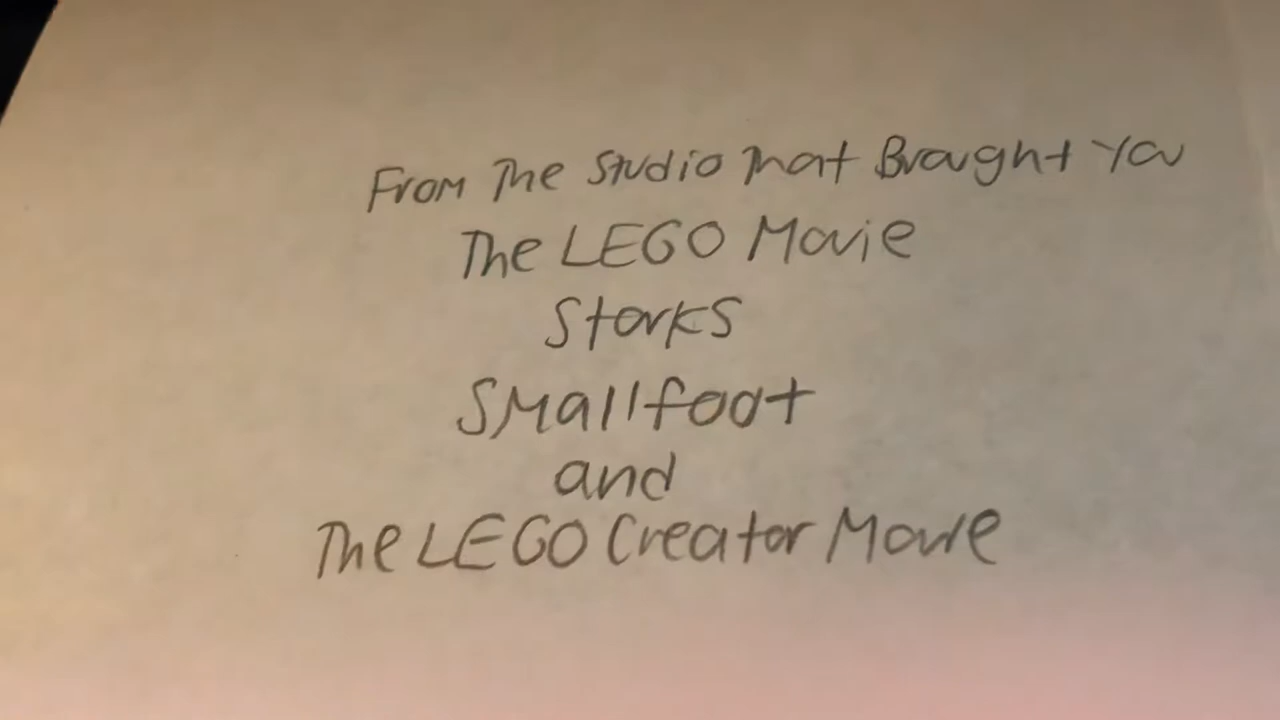 From The Studio That Brought You
The LEGO Movie
Storks
Smallfoot
and
The LEGO Creator Movie